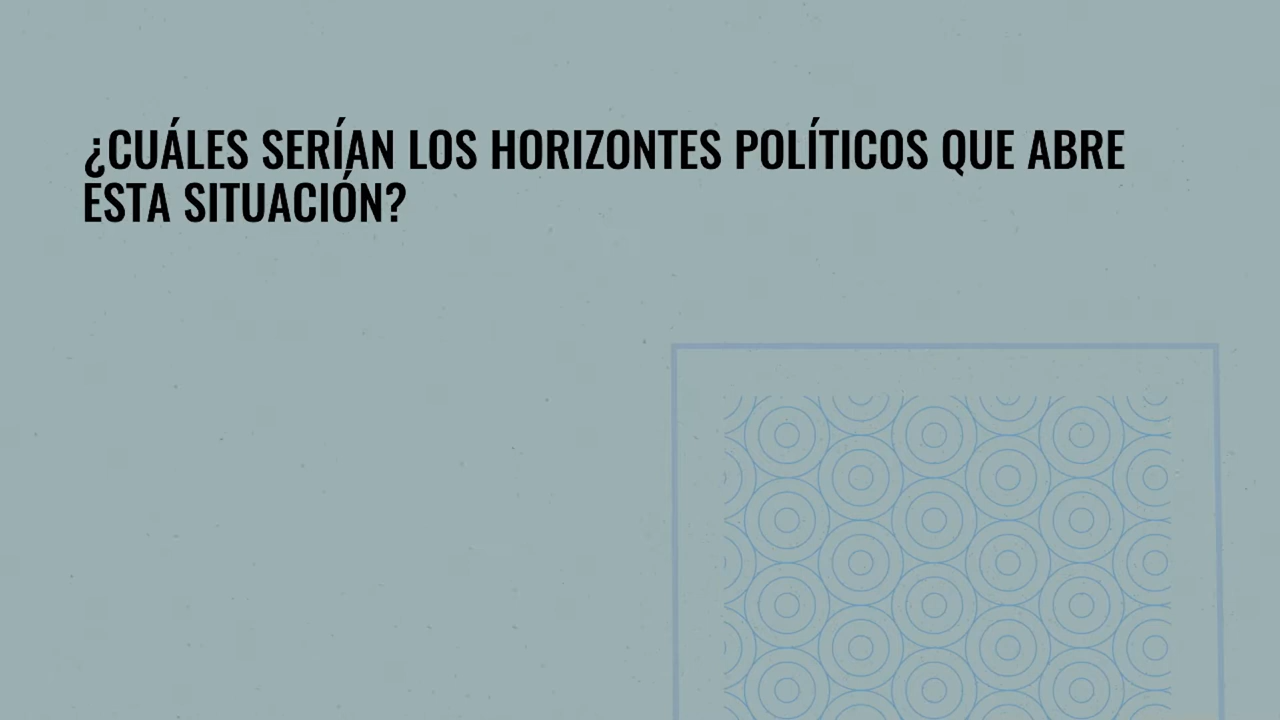 ¿CUÁLES SERÍAN LOS HORIZONTES POLÍTICOS QUE ABRE
ESTA SITUACIÓN?